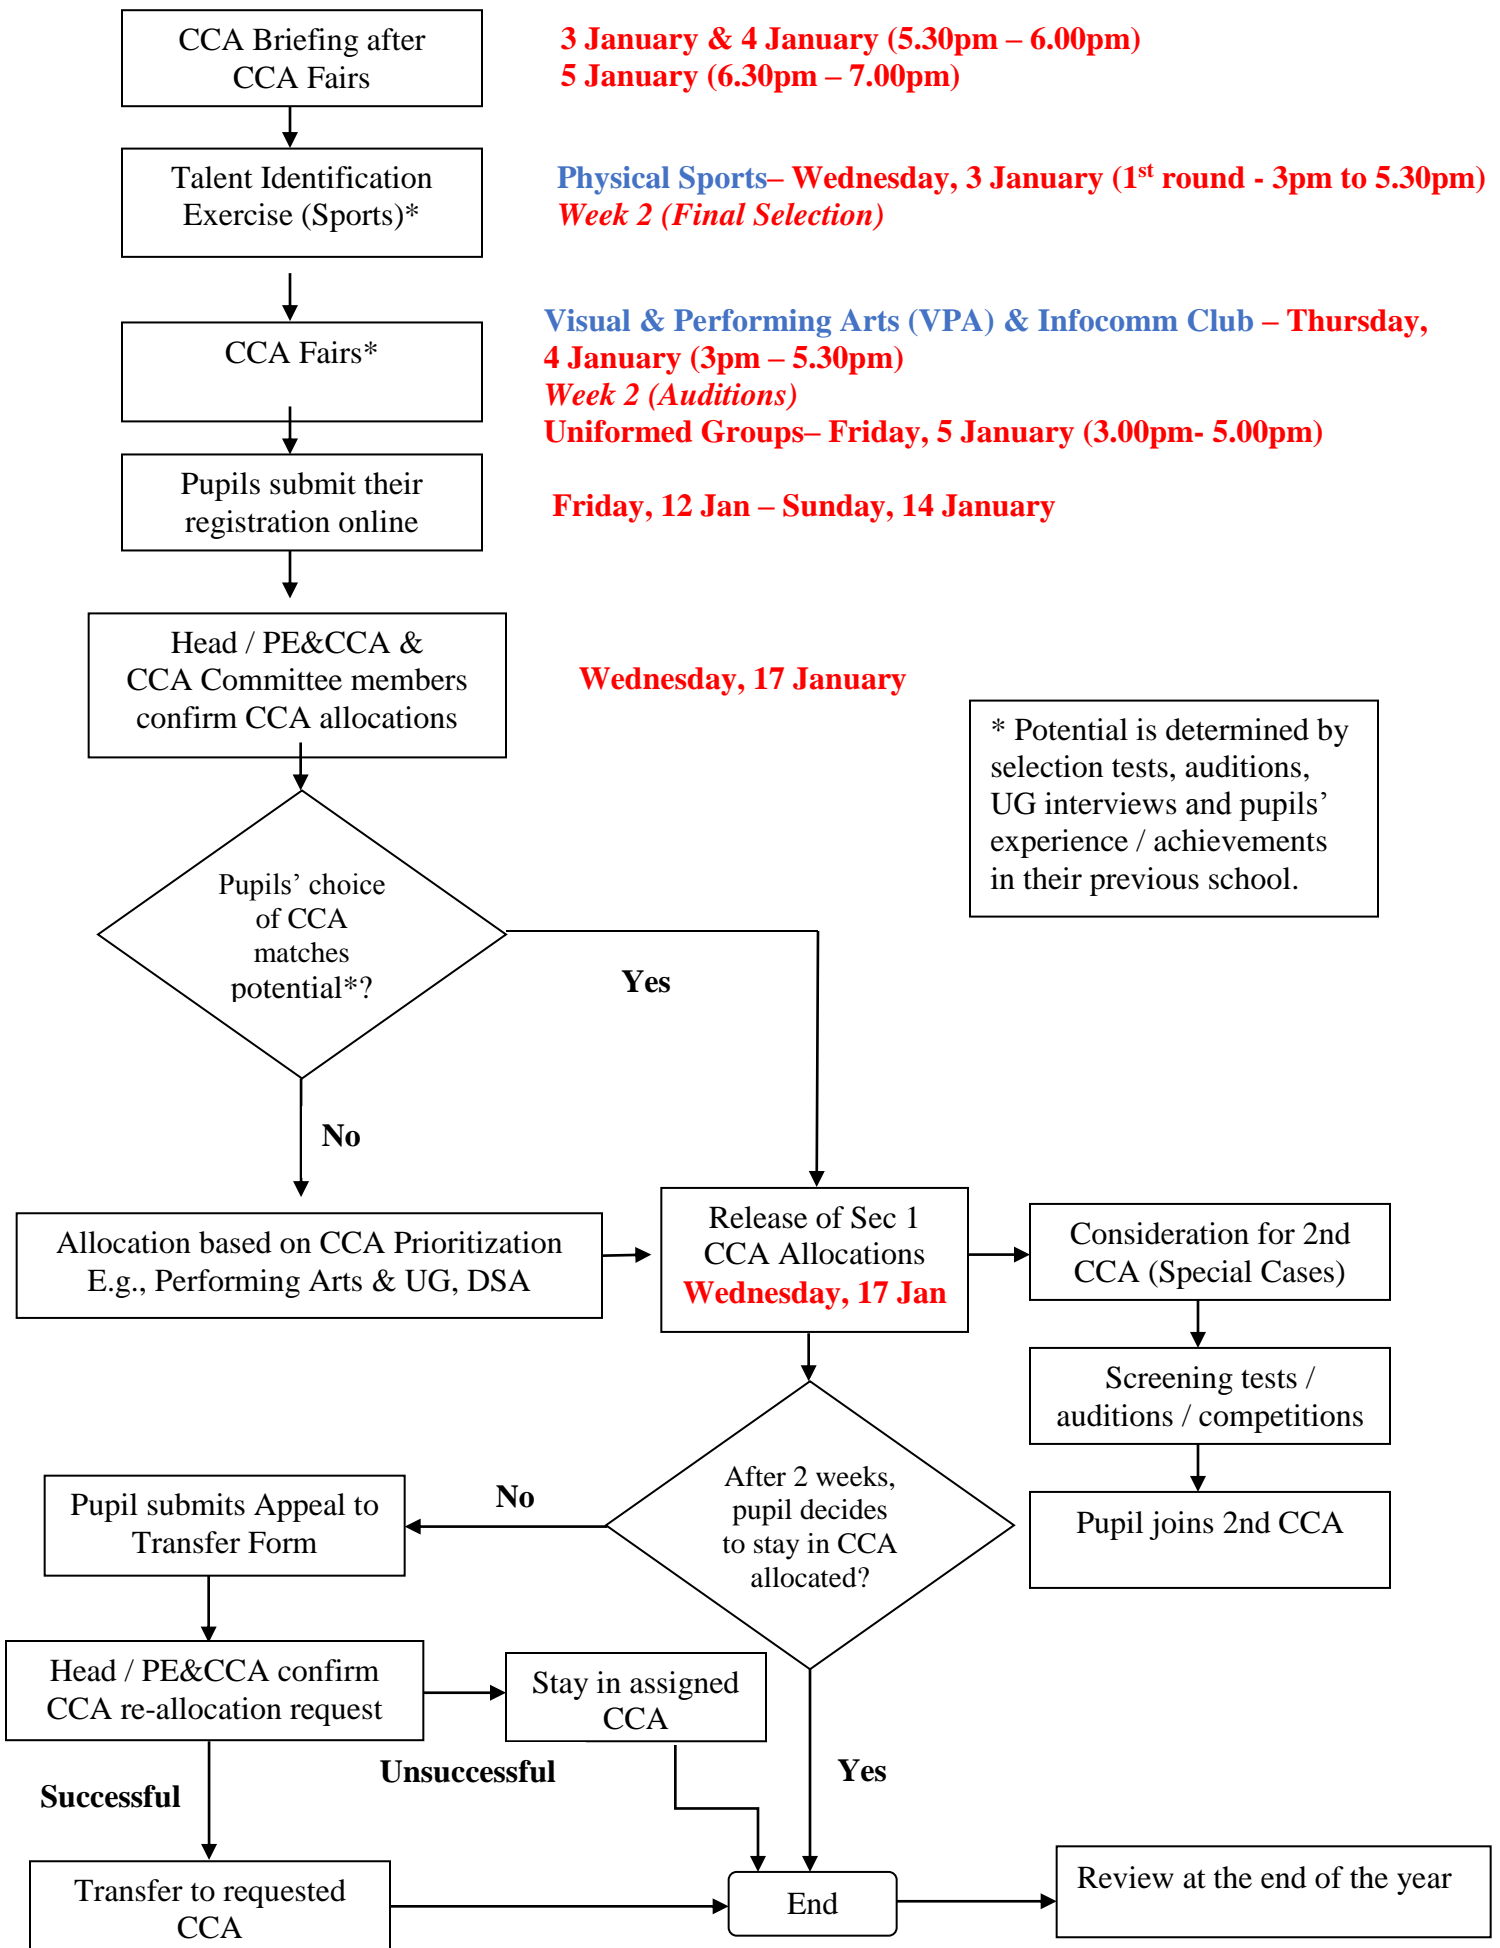 CCA Briefing after
CCA Fairs
3 January & 4 January (5.30pm – 6.00pm)
5 January (6.30pm – 7.00pm)
Talent Identification
Exercise (Sports)*
Physical Sports– Wednesday, 3 January (1st round - 3pm to 5.30pm)
Week 2 (Final Selection)
CCA Fairs*
Visual & Performing Arts (VPA) & Infocomm Club – Thursday,
4 January (3pm – 5.30pm)
Week 2 (Auditions)
Uniformed Groups– Friday, 5 January (3.00pm- 5.00pm)
Pupils submit their
registration online
Friday, 12 Jan – Sunday, 14 January
Head / PE&CCA &
CCA Committee members
confirm CCA allocations
Wednesday, 17 January
* Potential is determined by
selection tests, auditions,
UG interviews and pupils’
experience / achievements
in their previous school.
Pupils’ choice
of CCA
matches
potential*?
Yes
No
Allocation based on CCA Prioritization
E.g., Performing Arts & UG, DSA
Release of Sec 1
CCA Allocations
Wednesday, 17 Jan
Consideration for 2nd
CCA (Special Cases)
Screening tests /
auditions / competitions
Pupil joins 2nd CCA
After 2 weeks,
pupil decides
to stay in CCA
allocated?
No
Pupil submits Appeal to
Transfer Form
Head / PE&CCA confirm
CCA re-allocation request
Stay in assigned
CCA
Unsuccessful
Yes
Successful
Transfer to requested
CCA
End
Review at the end of the year